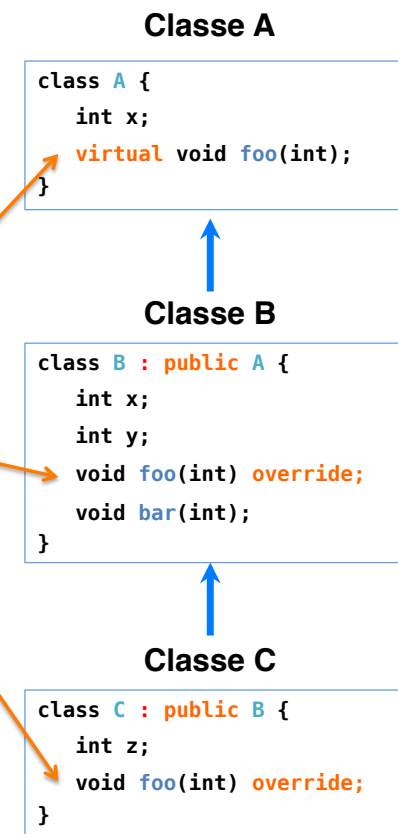 Classe A
class A {
int x;
virtual void foo(int);
}
Classe B
class B : public A {
int x;
int y;
void foo(int) override;
void bar(int);
}
Classe C
class C : public B {
int z;
void foo(int) override;
}